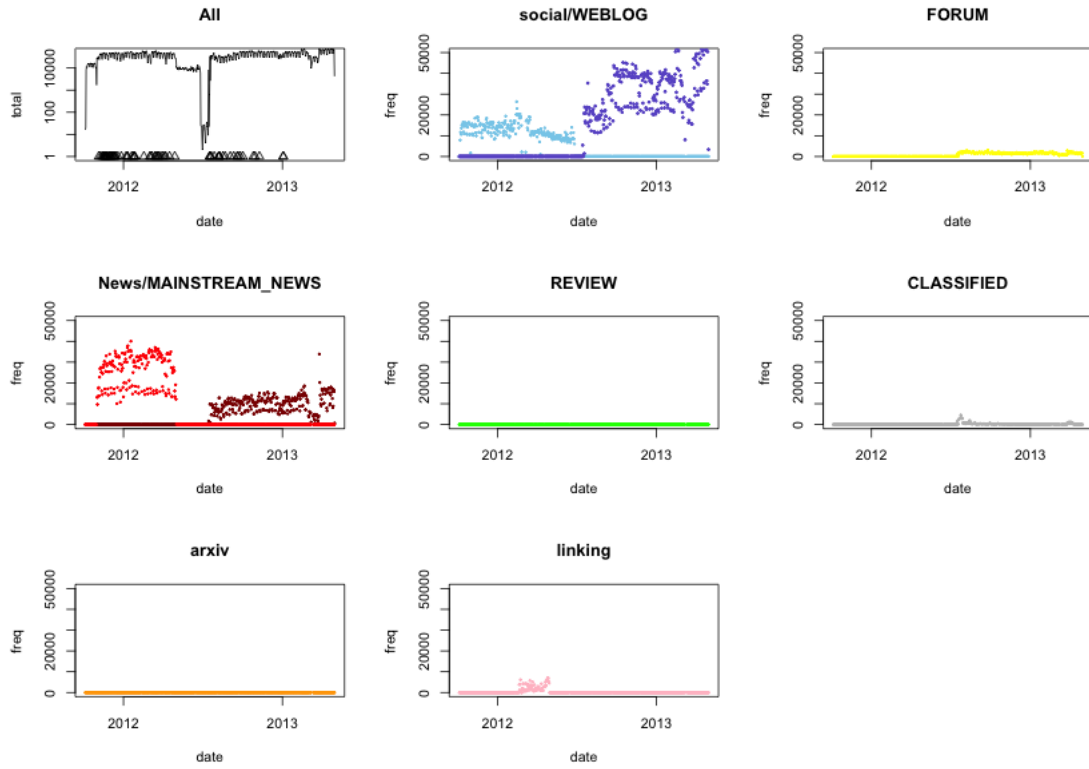 All
total
1
100
10000
2012
2013
date
social/WEBLOG
freq
0
20000
50000
2012
2013
date
FORUM
freq
0
20000
50000
2012
2013
date
News/MAINSTREAM_NEWS
freq
0
20000
50000
2012
2013
date
REVIEW
freq
0
20000
50000
2012
2013
date
CLASSIFIED
freq
0
20000
50000
2012
2013
date
arxiv
freq
0
20000
50000
2012
2013
date
linking
freq
0
20000
50000
2012
2013
date